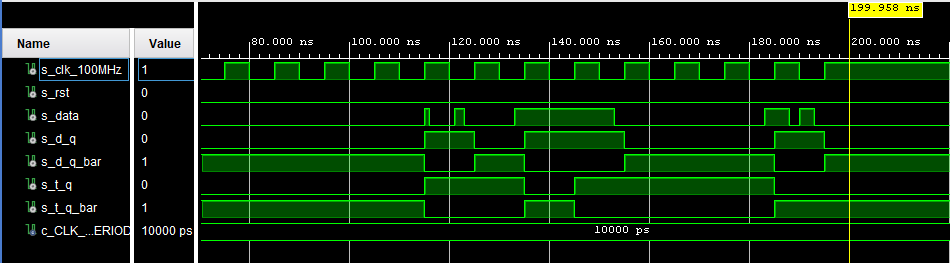 199.958 ns
Name Value
80.000 ns 100.000 ns 120.000 ns 140.000 ns 160.000 ns 180.000 ns 200.000 ns
s_clk_100MHz 1
s_rst 0
s_data 0
s_d_q 0
s_d_q_bar 1
s_t_q 0
s_t_q_bar 1
c_CLK_...ERIOD 10000 ps 10000 ps